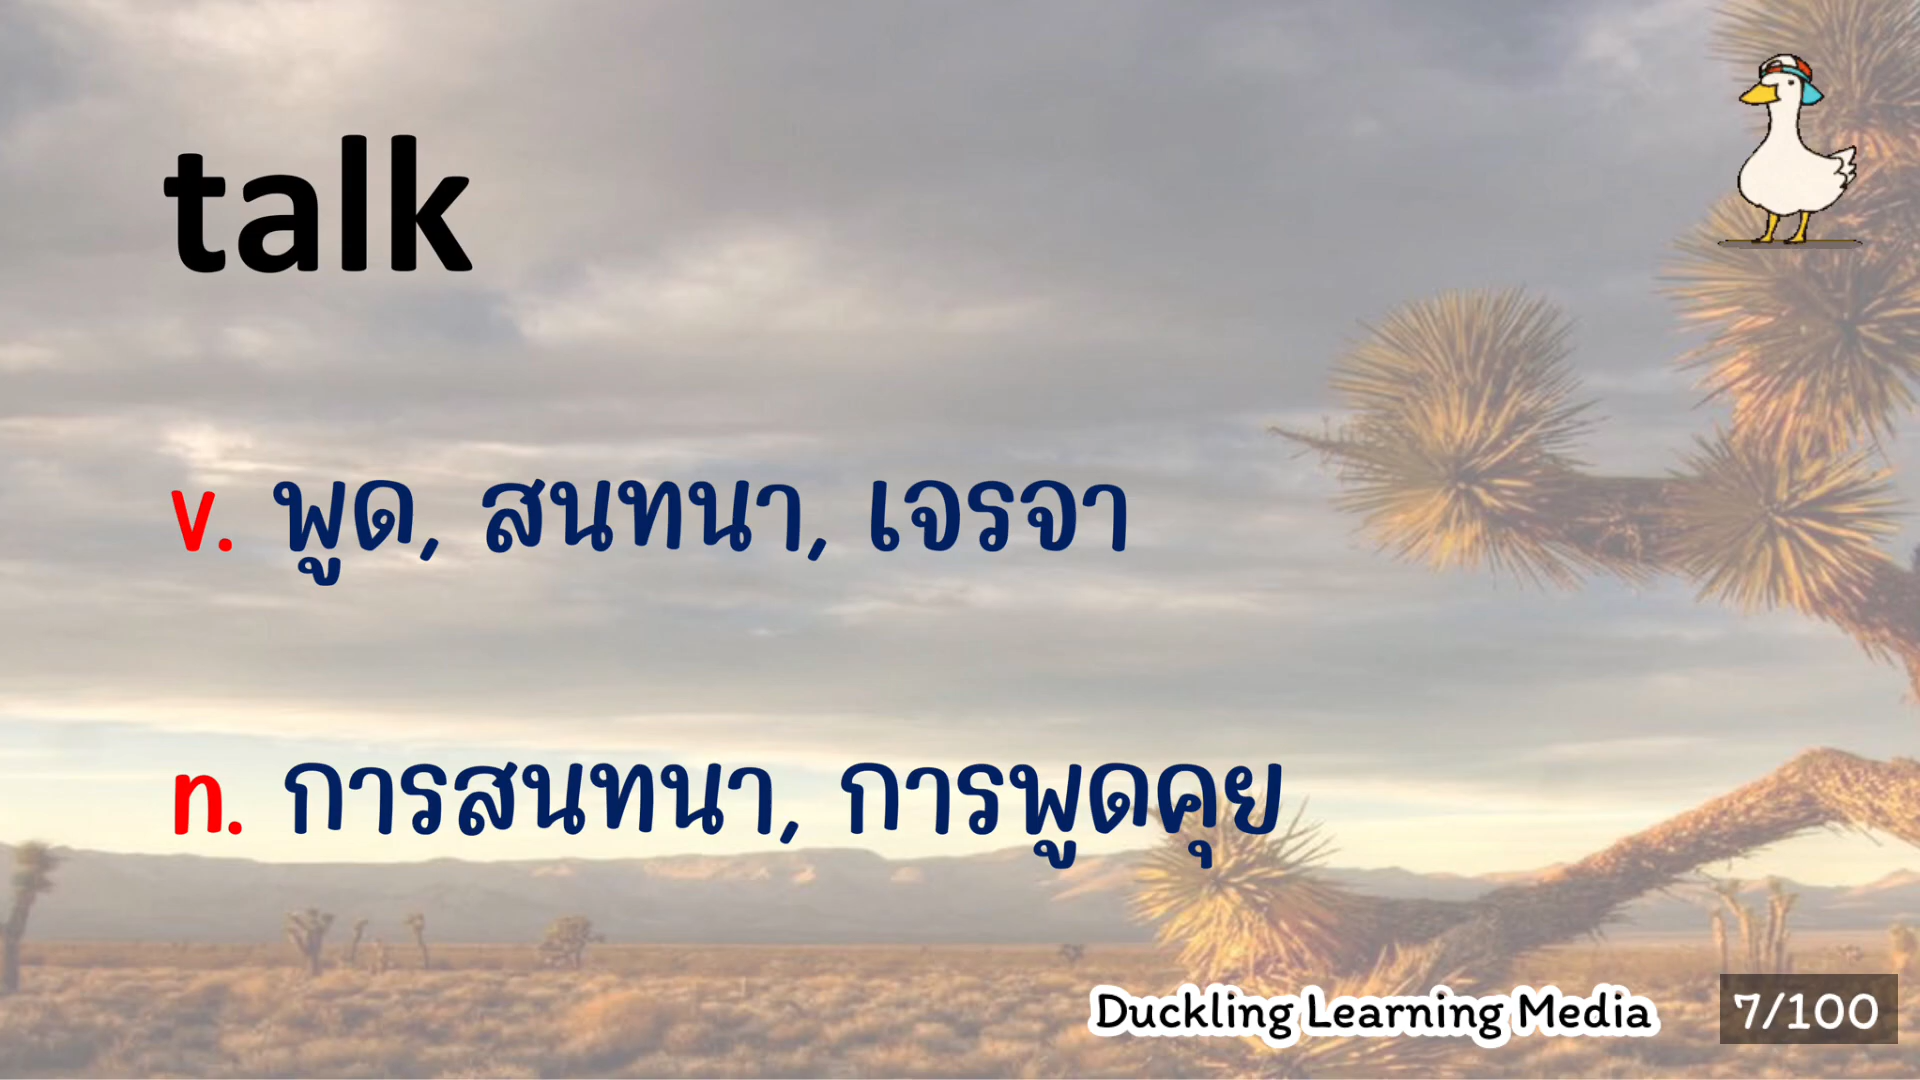 talk
v. พูด, สนทนา, เจรจา
n. การสนทนา, การพูดคุย
Duckling Learning Media
7/100